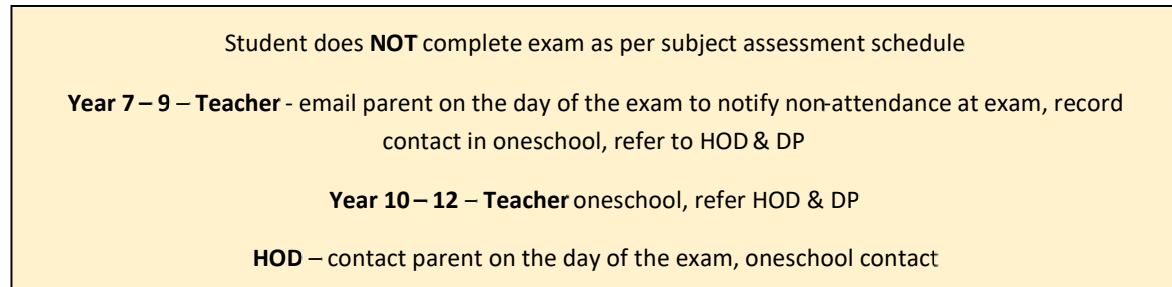 Student does NOT complete exam as per subject assessment schedule
Year 7 – 9 – Teacher - email parent on the day of the exam to notify non-attendance at exam, record
contact in oneschool, refer to HOD & DP
Year 10 – 12 – Teacher oneschool, refer HOD & DP
HOD – contact parent on the day of the exam, oneschool contact